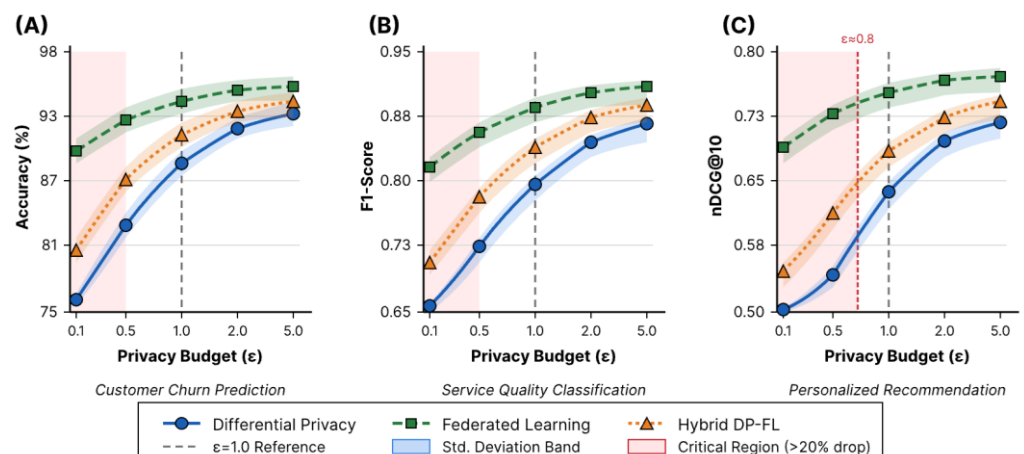 (A)
98
93
87
81
75
Accuracy (%)
0.1 0.5 1.0 2.0 5.0
Privacy Budget (ε)
Customer Churn Prediction
(B)
0.95
0.88
0.80
0.73
0.65
F1-Score
0.1 0.5 1.0 2.0 5.0
Privacy Budget (ε)
Service Quality Classification
(C)
ε≈0.8
0.80
0.73
0.65
0.58
0.50
nDCG@10
0.1 0.5 1.0 2.0 5.0
Privacy Budget (ε)
Personalized Recommendation
Differential Privacy Federated Learning Hybrid DP-FL
ε=1.0 Reference Std. Deviation Band Critical Region (>20% drop)